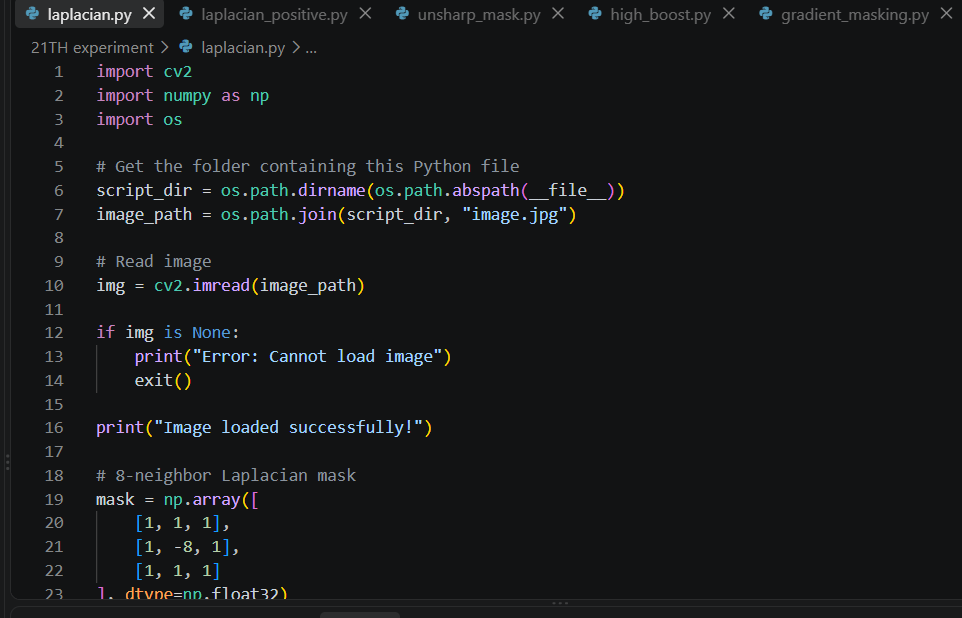 laplacian.py laplacian_positive.py unsharp_mask.py high_boost.py gradient_masking.py
21TH experiment > laplacian.py > ...
1 import cv2
2 import numpy as np
3 import os
4
5 # Get the folder containing this Python file
6 script_dir = os.path.dirname(os.path.abspath(__file__))
7 image_path = os.path.join(script_dir, "image.jpg")
8
9 # Read image
10 img = cv2.imread(image_path)
11
12 if img is None:
13     print("Error: Cannot load image")
14     exit()
15
16 print("Image loaded successfully!")
17
18 # 8-neighbor Laplacian mask
19 mask = np.array([
20     [1, 1, 1],
21     [1, -8, 1],
22     [1, 1, 1]
23 ], dtype=np.float32)